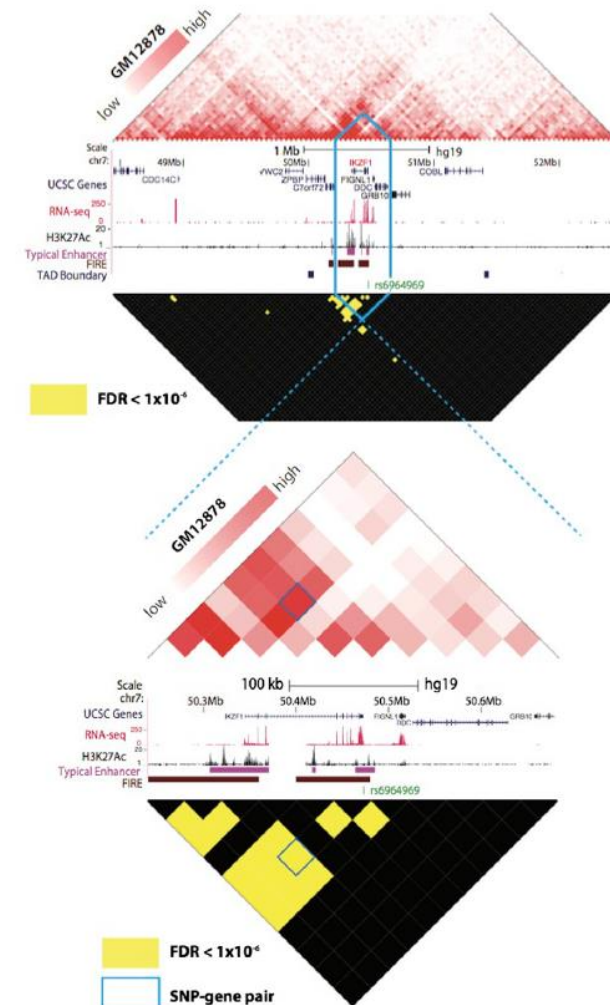 GM12878
low
high
Scale
1 Mb
hg19
chr7:
49Mb|
50Mb|
IKZF1
51Mb|
52Mb|
UCSC Genes
CDC14C
VWC2
ZPBP
C7orf72
FIGNL1
DDC
GRB10
COBL
RNA-seq
250
0
H3K27Ac
20
1
Typical Enhancer
FIRE
TAD Boundary
rs6964969
FDR < 1x10⁻⁶
GM12878
low
high
Scale
100 kb
hg19
chr7:
50.3Mb|
50.4Mb|
50.5Mb|
50.6Mb|
UCSC Genes
IKZF1
FIGNL1
DDC
GRB10
RNA-seq
250
0
H3K27Ac
20
1
Typical Enhancer
FIRE
rs6964969
FDR < 1x10⁻⁶
SNP-gene pair